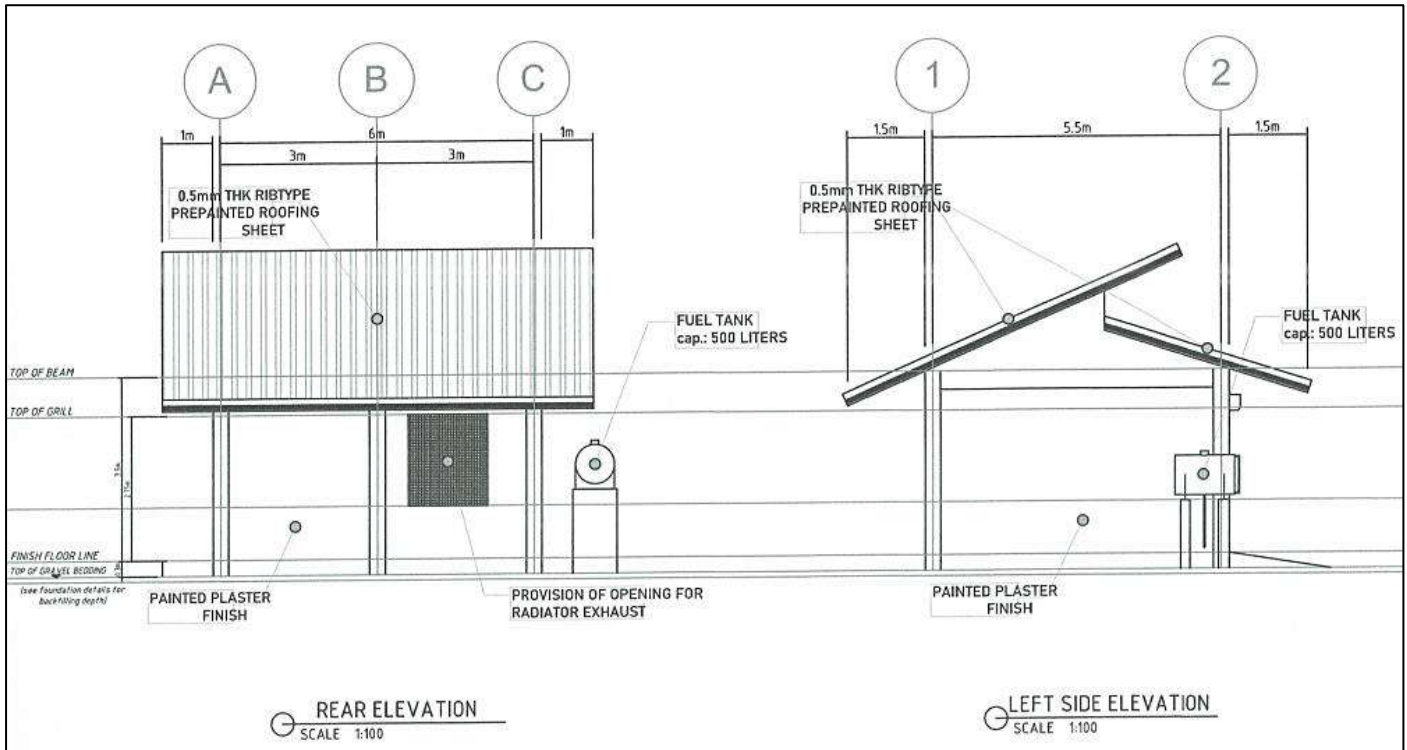 A
B
C
1
2
1m
6m
1m
3m
3m
1.5m
5.5m
1.5m
0.5mm THK RIBTYPE
PREPAINTED ROOFING
SHEET
0.5mm THK RIBTYPE
PREPAINTED ROOFING
SHEET
FUEL TANK
cap.: 500 LITERS
FUEL TANK
cap.: 500 LITERS
TOP OF BEAM
TOP OF GRILL
FINISH FLOOR LINE
TOP OF GRAVEL BEDDING
(see foundation details for
backfilling depth)
PAINTED PLASTER
FINISH
PROVISION OF OPENING FOR
RADIATOR EXHAUST
PAINTED PLASTER
FINISH
REAR ELEVATION
SCALE 1:100
LEFT SIDE ELEVATION
SCALE 1:100